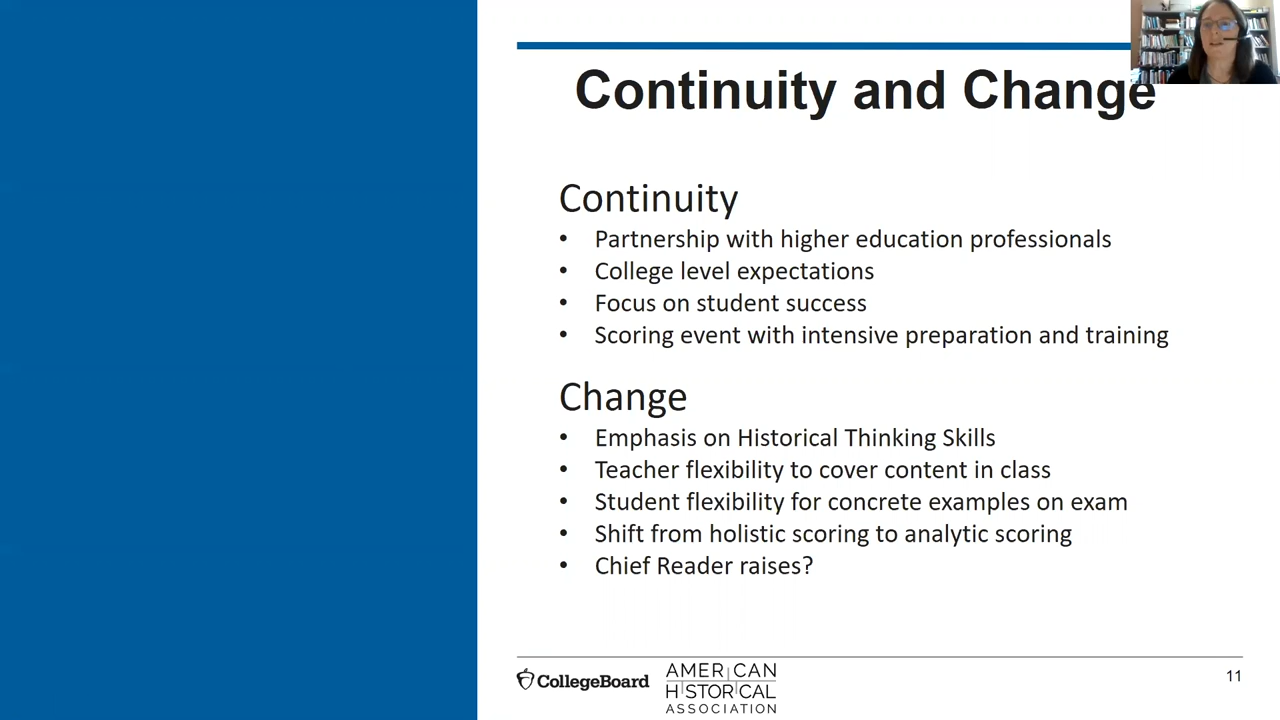 Continuity and Change
Continuity
• Partnership with higher education professionals
• College level expectations
• Focus on student success
• Scoring event with intensive preparation and training
Change
• Emphasis on Historical Thinking Skills
• Teacher flexibility to cover content in class
• Student flexibility for concrete examples on exam
• Shift from holistic scoring to analytic scoring
• Chief Reader raises?
CollegeBoard
AMERICAN
HISTORICAL
ASSOCIATION
11